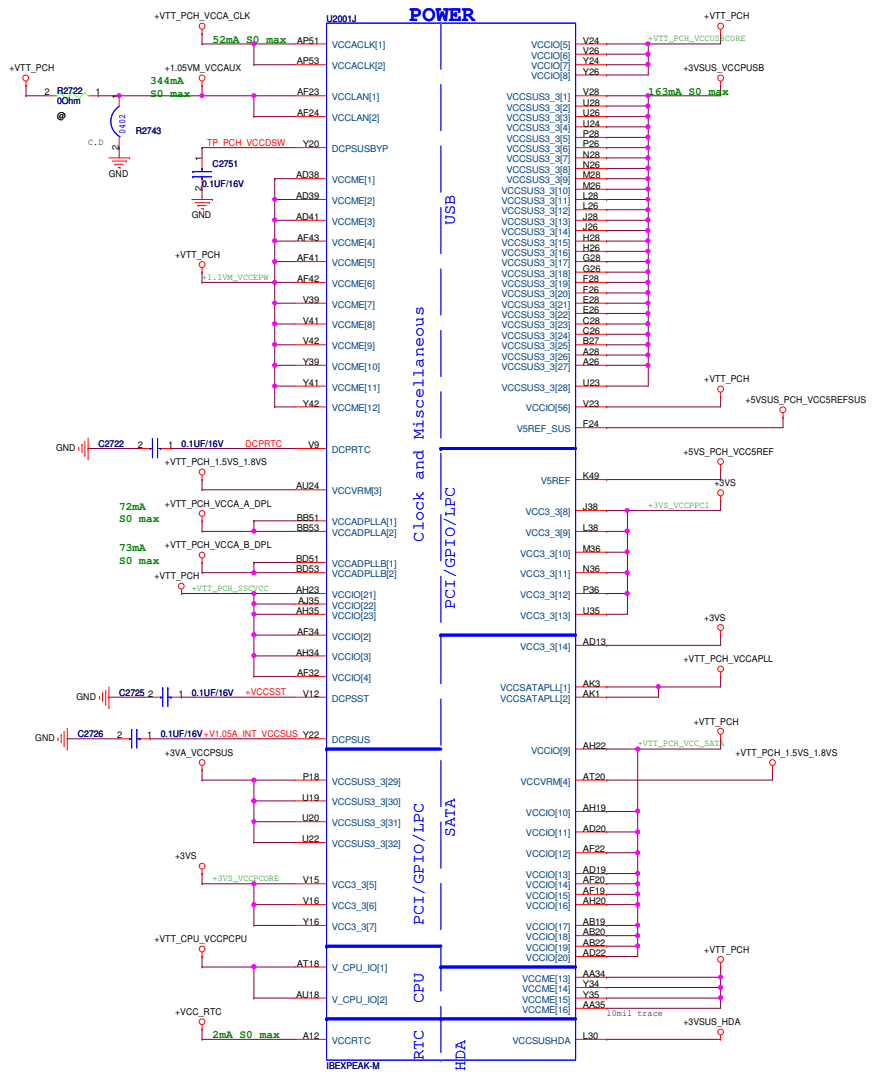 POWER
U2001J
+VTT_PCH_VCCA_CLK
52mA S0 max
AP51 VCCACLK[1]
AP53 VCCACLK[2]
+VTT_PCH
+1.05VM_VCCAUX
344mA
S0 max
R2722
0Ohm
@
2 1
AF23 VCCLAN[1]
AF24 VCCLAN[2]
0402
R2743
C.D
2
GND
TP_PCH_VCCDSW
Y20 DCPSUSBYP
1
C2751
0.1UF/16V
2
GND
AD38 VCCME[1]
AD39 VCCME[2]
AD41 VCCME[3]
AF43 VCCME[4]
AF41 VCCME[5]
+VTT_PCH
+1.1VM_VCCEPW
AF42 VCCME[6]
V39 VCCME[7]
V41 VCCME[8]
V42 VCCME[9]
Y39 VCCME[10]
Y41 VCCME[11]
Y42 VCCME[12]
GND C2722 2 1 0.1UF/16V DCPRTC V9 DCPRTC
+VTT_PCH_1.5VS_1.8VS
AU24 VCCVRM[3]
72mA
S0 max
+VTT_PCH_VCCA_A_DPL
BB51 VCCADPLLA[1]
BB53 VCCADPLLA[2]
73mA
S0 max
+VTT_PCH_VCCA_B_DPL
BD51 VCCADPLLB[1]
BD53 VCCADPLLB[2]
+VTT_PCH
+VTT_PCH_SSCVCC
AH23 VCCIO[21]
AJ35 VCCIO[22]
AH35 VCCIO[23]
AF34 VCCIO[2]
AH34 VCCIO[3]
AF32 VCCIO[4]
GND C2725 2 1 0.1UF/16V +VCCSST V12 DCPSST
GND C2726 2 1 0.1UF/16V +V1.05A_INT_VCCSUS Y22 DCPSUS
+3VA_VCCPSUS
P18 VCCSUS3_3[29]
U19 VCCSUS3_3[30]
U20 VCCSUS3_3[31]
U22 VCCSUS3_3[32]
+3VS
+3VS_VCCPCORE
V15 VCC3_3[5]
V16 VCC3_3[6]
Y16 VCC3_3[7]
+VTT_CPU_VCCPCPU
AT18 V_CPU_IO[1]
AU18 V_CPU_IO[2]
+VCC_RTC
2mA S0 max
A12 VCCRTC
IBEXPEAK-M
USB
Clock and Miscellaneous
PCI/GPIO/LPC
SATA
PCI/GPIO/LPC
CPU
RTC
HDA
+VTT_PCH
+VTT_PCH_VCCUSBCORE
VCCIO[5] V24
VCCIO[6] V26
VCCIO[7] Y24
VCCIO[8] Y26
+3VSUS_VCCPUSB
163mA S0 max
VCCSUS3_3[1] V28
VCCSUS3_3[2] U28
VCCSUS3_3[3] U26
VCCSUS3_3[4] U24
VCCSUS3_3[5] P28
VCCSUS3_3[6] P26
VCCSUS3_3[7] N28
VCCSUS3_3[8] N26
VCCSUS3_3[9] M28
VCCSUS3_3[10] M26
VCCSUS3_3[11] L28
VCCSUS3_3[12] L26
VCCSUS3_3[13] J28
VCCSUS3_3[14] J26
VCCSUS3_3[15] H28
VCCSUS3_3[16] H26
VCCSUS3_3[17] G28
VCCSUS3_3[18] G26
VCCSUS3_3[19] F28
VCCSUS3_3[20] F26
VCCSUS3_3[21] E28
VCCSUS3_3[22] E26
VCCSUS3_3[23] C28
VCCSUS3_3[24] C26
VCCSUS3_3[25] B27
VCCSUS3_3[26] A28
VCCSUS3_3[27] A26
VCCSUS3_3[28] U23
+VTT_PCH
VCCIO[56] V23
+5VSUS_PCH_VCC5REFSUS
V5REF_SUS F24
+5VS_PCH_VCC5REF
V5REF K49
+3VS
+3VS_VCCPPCI
VCC3_3[8] J38
VCC3_3[9] L38
VCC3_3[10] M36
VCC3_3[11] N36
VCC3_3[12] P36
VCC3_3[13] U35
+3VS
VCC3_3[14] AD13
+VTT_PCH_VCCAPLL
VCCSATAPLL[1] AK3
VCCSATAPLL[2] AK1
+VTT_PCH
+VTT_PCH_VCC_SATA
VCCIO[9] AH22
+VTT_PCH_1.5VS_1.8VS
VCCVRM[4] AT20
VCCIO[10] AH19
VCCIO[11] AD20
VCCIO[12] AF22
VCCIO[13] AD19
VCCIO[14] AF20
VCCIO[15] AF19
VCCIO[16] AH20
VCCIO[17] AB19
VCCIO[18] AB20
VCCIO[19] AB22
VCCIO[20] AD22
+VTT_PCH
VCCME[13] AA34
VCCME[14] Y34
VCCME[15] Y35
VCCME[16] AA35
10mil trace
+3VSUS_HDA
VCCSUSHDA L30